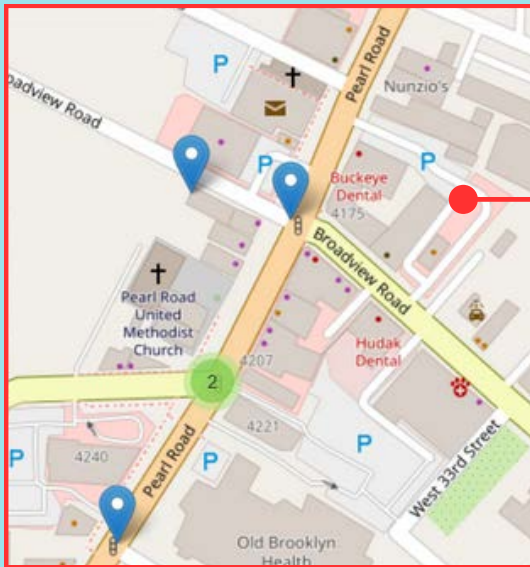 P
Pearl Road
Nunzio's
oadview Road
P
P
Buckeye
Dental
4175
Broadview Road
Pearl Road
United
Methodist
Church
Hudak
Dental
4207
2
4221
P
West 33rd Street
4240
P
Pearl Road
P
Old Brooklyn
Health